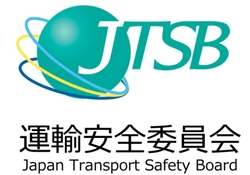 JTSB
運輸安全委員会
Japan Transport Safety Board